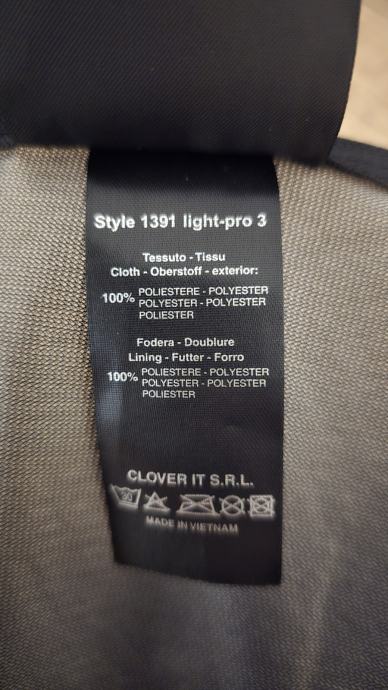 Style 1391 light-pro 3
Tessuto - Tissu
Cloth - Oberstoff - exterior:
100% POLIESTERE - POLYESTER
POLYESTER - POLYESTER
POLIESTER
Fodera - Doublure
Lining - Futter - Forro
100% POLIESTERE - POLYESTER
POLYESTER - POLYESTER
POLIESTER
CLOVER IT S.R.L.
30
MADE IN VIETNAM